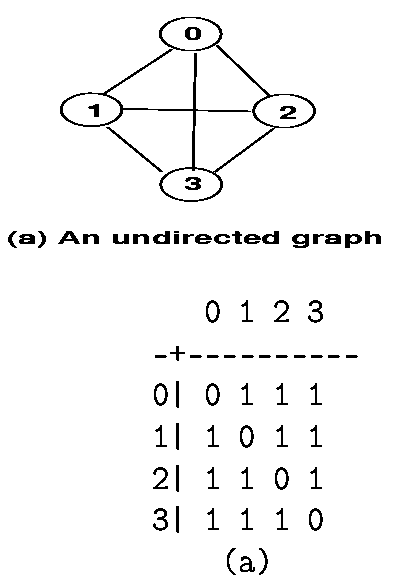 0
1 2
3
(a) An undirected graph
0 1 2 3
-+----------
0| 0 1 1 1
1| 1 0 1 1
2| 1 1 0 1
3| 1 1 1 0
(a)